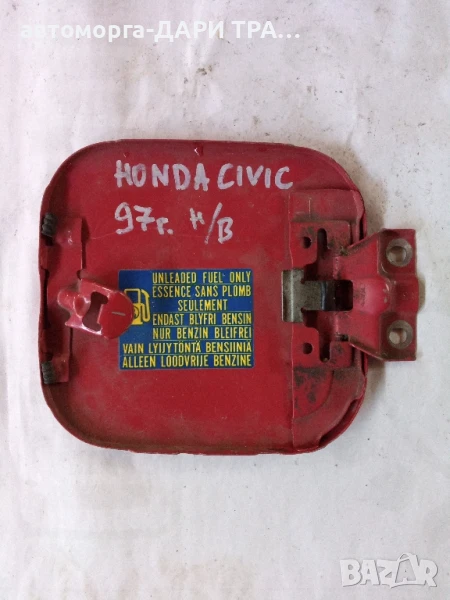 автоморга-ДАРИ ТРА...
HONDA CIVIC
97г. н/в
UNLEADED FUEL ONLY
ESSENCE SANS PLOMB
SEULEMENT
ENDAST BLYFRI BENSIN
NUR BENZIN BLEIFREI
VAIN LYIJYTÖNTÄ BENSIINIA
ALLEEN LOODVRIJE BENZINE
BAZAR